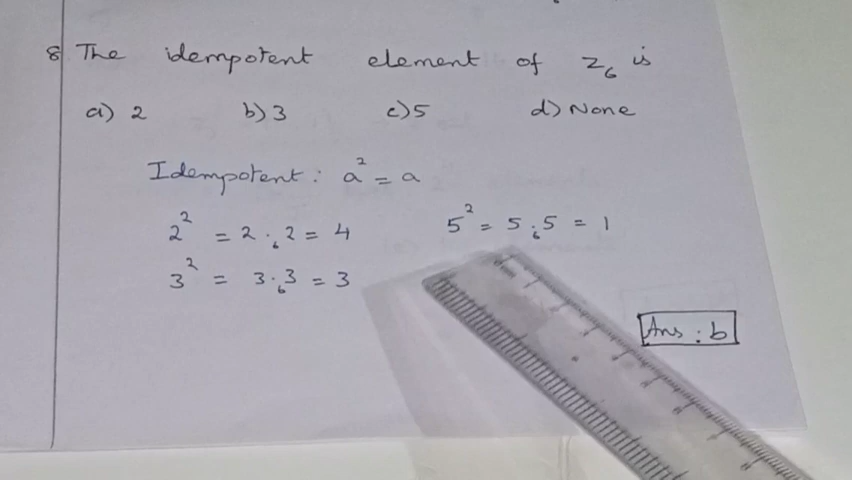 8 The idempotent element of Z₆ is
a) 2 b) 3 c) 5 d) None
Idempotent : a² = a
2² = 2 ·₆ 2 = 4 5² = 5 ·₆ 5 = 1
3² = 3 ·₆ 3 = 3
Ans : b